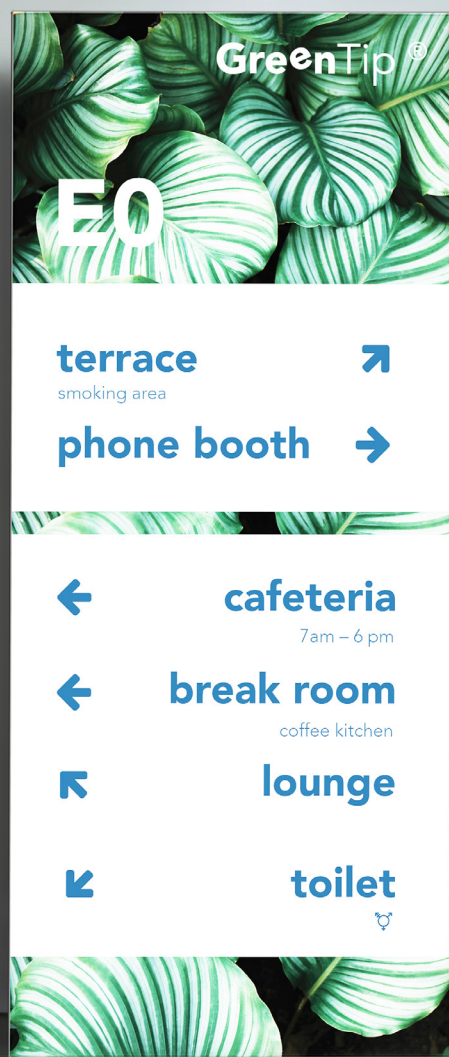 GreenTip ®
E0
terrace
smoking area
phone booth
cafeteria
7am – 6 pm
break room
coffee kitchen
lounge
toilet